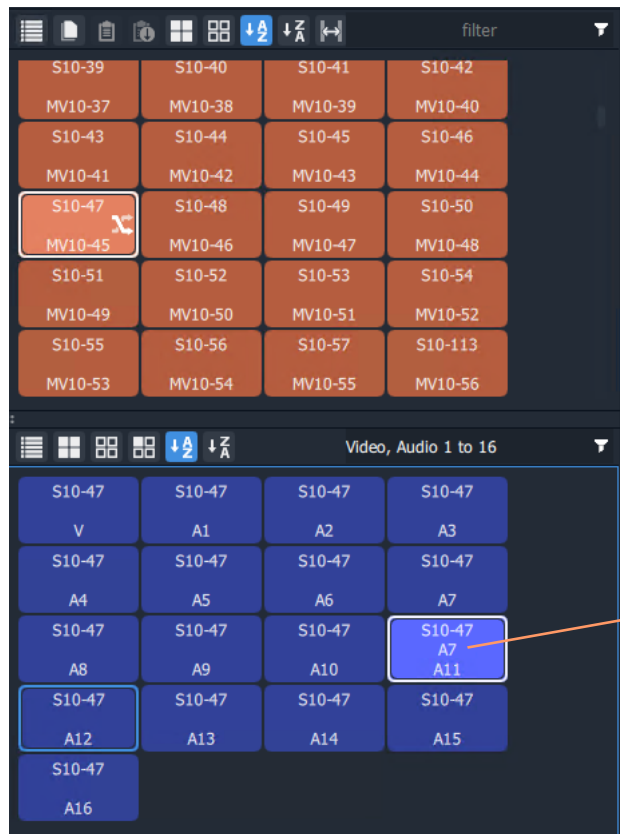 filter
S10-39 S10-40 S10-41 S10-42
MV10-37 MV10-38 MV10-39 MV10-40
S10-43 S10-44 S10-45 S10-46
MV10-41 MV10-42 MV10-43 MV10-44
S10-47 S10-48 S10-49 S10-50
MV10-45 MV10-46 MV10-47 MV10-48
S10-51 S10-52 S10-53 S10-54
MV10-49 MV10-50 MV10-51 MV10-52
S10-55 S10-56 S10-57 S10-113
MV10-53 MV10-54 MV10-55 MV10-56
Video, Audio 1 to 16
S10-47 S10-47 S10-47 S10-47
V A1 A2 A3
S10-47 S10-47 S10-47 S10-47
A4 A5 A6 A7
S10-47 S10-47 S10-47 S10-47
A7
A8 A9 A10 A11
S10-47 S10-47 S10-47 S10-47
A12 A13 A14 A15
S10-47
A16